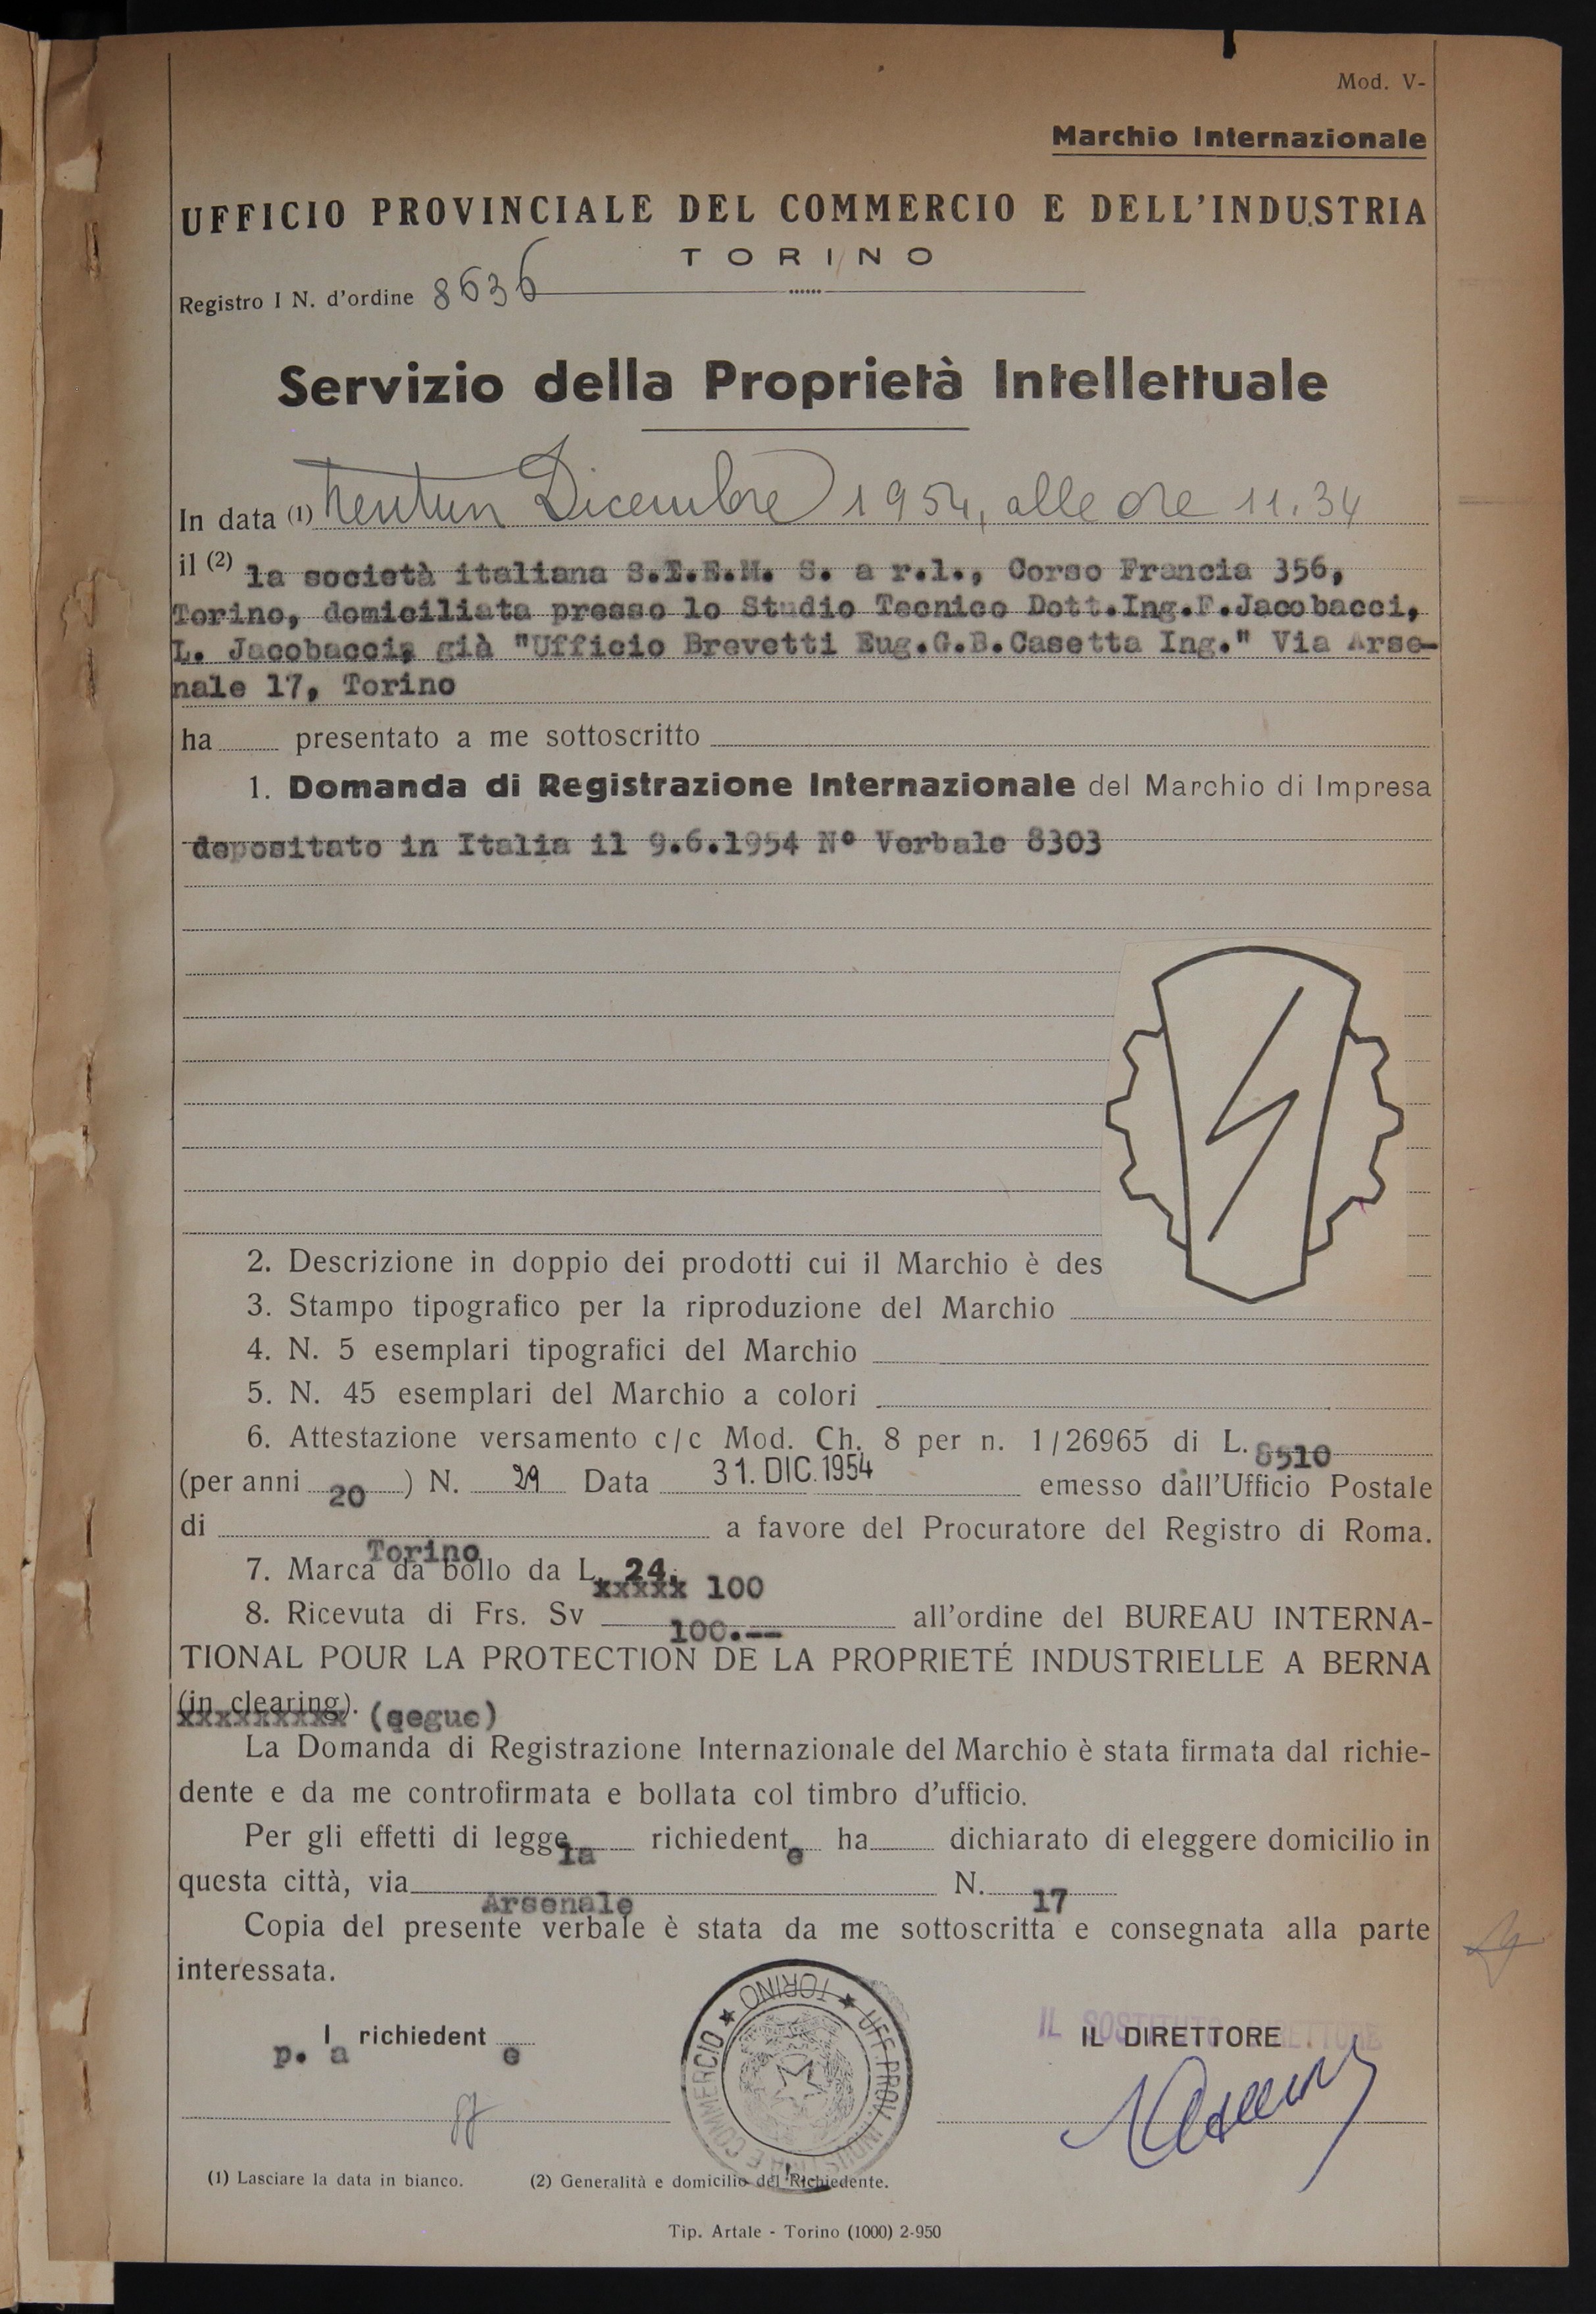 Mod. V-
Marchio Internazionale
UFFICIO PROVINCIALE DEL COMMERCIO E DELL'INDUSTRIA
TORINO
Registro I N. d'ordine 8636
Servizio della Proprietà Intellettuale
In data (1) trentun Dicembre 1954, alle ore 11.34
il (2) la società italiana S. a r.l., Corso Francia 356,
Torino, domiciliata presso lo Studio Tecnico Dott.Ing.F.Jacobacci,
L. Jacobacci, già "Ufficio Brevetti Eug.G.B.Casetta Ing." Via Arse-
nale 17, Torino
ha presentato a me sottoscritto
1. Domanda di Registrazione Internazionale del Marchio di Impresa
depositato in Italia il 9.6.1954 N° Verbale 8303
2. Descrizione in doppio dei prodotti cui il Marchio è des
3. Stampo tipografico per la riproduzione del Marchio
4. N. 5 esemplari tipografici del Marchio
5. N. 45 esemplari del Marchio a colori
6. Attestazione versamento c/c Mod. Ch. 8 per n. 1/26965 di L. 8510
(per anni 20 ) N. 29 Data 31. DIC. 1954 emesso dall'Ufficio Postale
di Torino a favore del Procuratore del Registro di Roma.
7. Marca da bollo da L. 24. xxxxx 100
8. Ricevuta di Frs. Sv 100.-- all'ordine del BUREAU INTERNA-
TIONAL POUR LA PROTECTION DE LA PROPRIETÉ INDUSTRIELLE A BERNA
(in clearing). xxxxxxxxx (segue)
La Domanda di Registrazione Internazionale del Marchio è stata firmata dal richie-
dente e da me controfirmata e bollata col timbro d'ufficio.
Per gli effetti di legge la richiedente ha dichiarato di eleggere domicilio in
questa città, via Arsenale N. 17
Copia del presente verbale è stata da me sottoscritta e consegnata alla parte
interessata.
p. la richiedente
IL SOSTITUTO DIRETTORE
IL DIRETTORE
★ TORINO ★ UFF. PROV. INDUSTRIA E COMMERCIO
(1) Lasciare la data in bianco. (2) Generalità e domicilio del Richiedente.
Tip. Artale - Torino (1000) 2-950